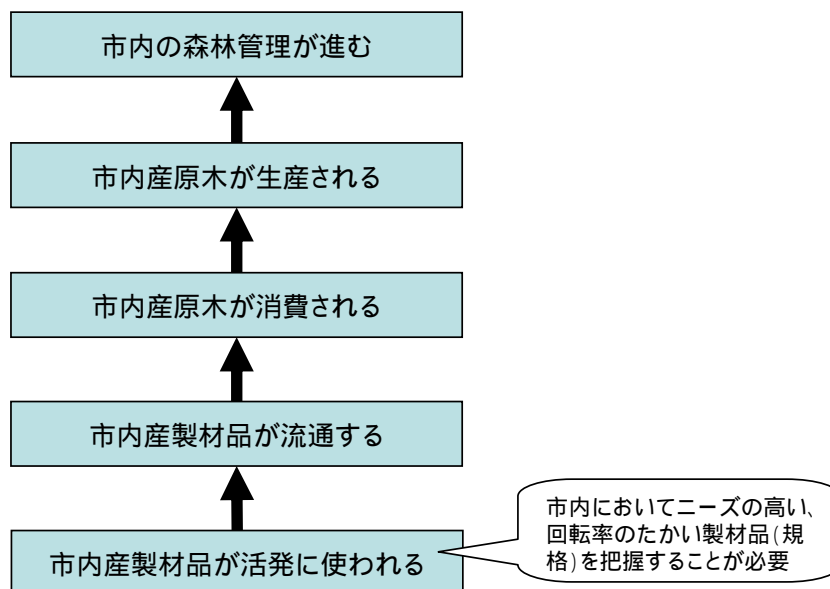 市内の森林管理が進む
市内産原木が生産される
市内産原木が消費される
市内産製材品が流通する
市内産製材品が活発に使われる
市内においてニーズの高い、
回転率のたかい製材品(規
格)を把握することが必要